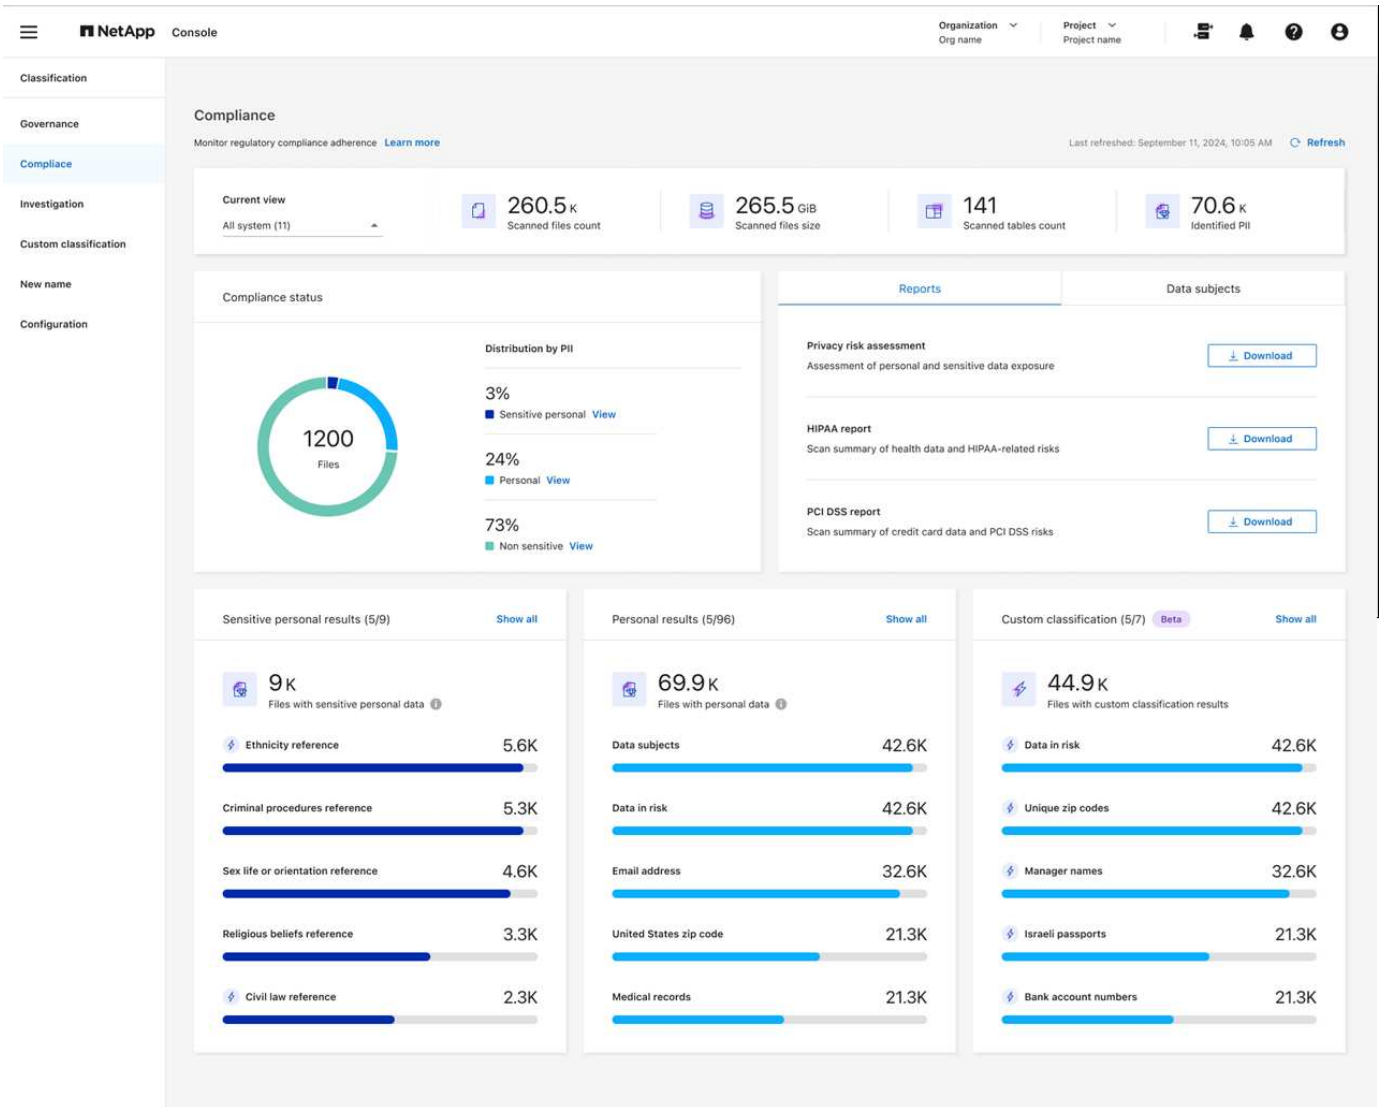 NetApp Console
Organization
Org name
Project
Project name
Classification
Governance
Compliace
Investigation
Custom classification
New name
Configuration
Compliance
Monitor regulatory compliance adherence Learn more
Last refreshed: September 11, 2024, 10:05 AM Refresh
Current view
All system (11)
260.5 K
Scanned files count
265.5 GiB
Scanned files size
141
Scanned tables count
70.6 K
Identified PII
Compliance status
1200
Files
Distribution by PII
3%
Sensitive personal View
24%
Personal View
73%
Non sensitive View
Reports
Data subjects
Privacy risk assessment
Assessment of personal and sensitive data exposure
Download
HIPAA report
Scan summary of health data and HIPAA-related risks
Download
PCI DSS report
Scan summary of credit card data and PCI DSS risks
Download
Sensitive personal results (5/9) Show all
9 K
Files with sensitive personal data
Ethnicity reference 5.6K
Criminal procedures reference 5.3K
Sex life or orientation reference 4.6K
Religious beliefs reference 3.3K
Civil law reference 2.3K
Personal results (5/96) Show all
69.9 K
Files with personal data
Data subjects 42.6K
Data in risk 42.6K
Email address 32.6K
United States zip code 21.3K
Medical records 21.3K
Custom classification (5/7) Beta Show all
44.9 K
Files with custom classification results
Data in risk 42.6K
Unique zip codes 42.6K
Manager names 32.6K
Israeli passports 21.3K
Bank account numbers 21.3K